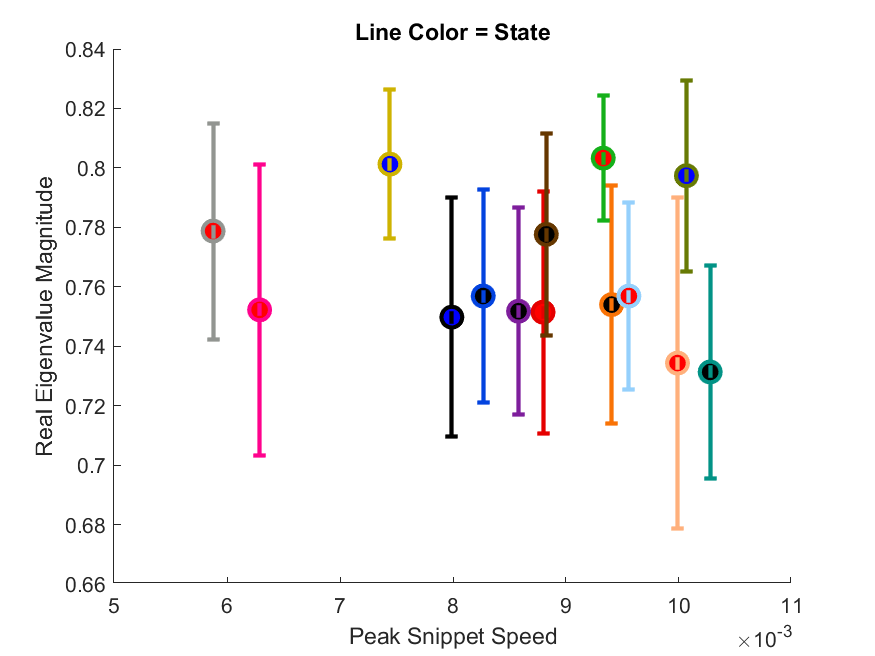 Line Color = State
0.84
0.82
0.8
0.78
0.76
0.74
0.72
0.7
0.68
0.66
Real Eigenvalue Magnitude
5 6 7 8 9 10 11
Peak Snippet Speed
×10⁻³